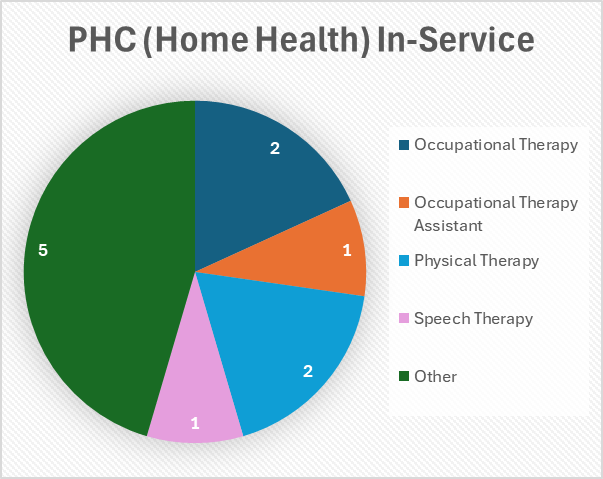 PHC (Home Health) In-Service
2
1
2
1
5
Occupational Therapy
Occupational Therapy
Assistant
Physical Therapy
Speech Therapy
Other